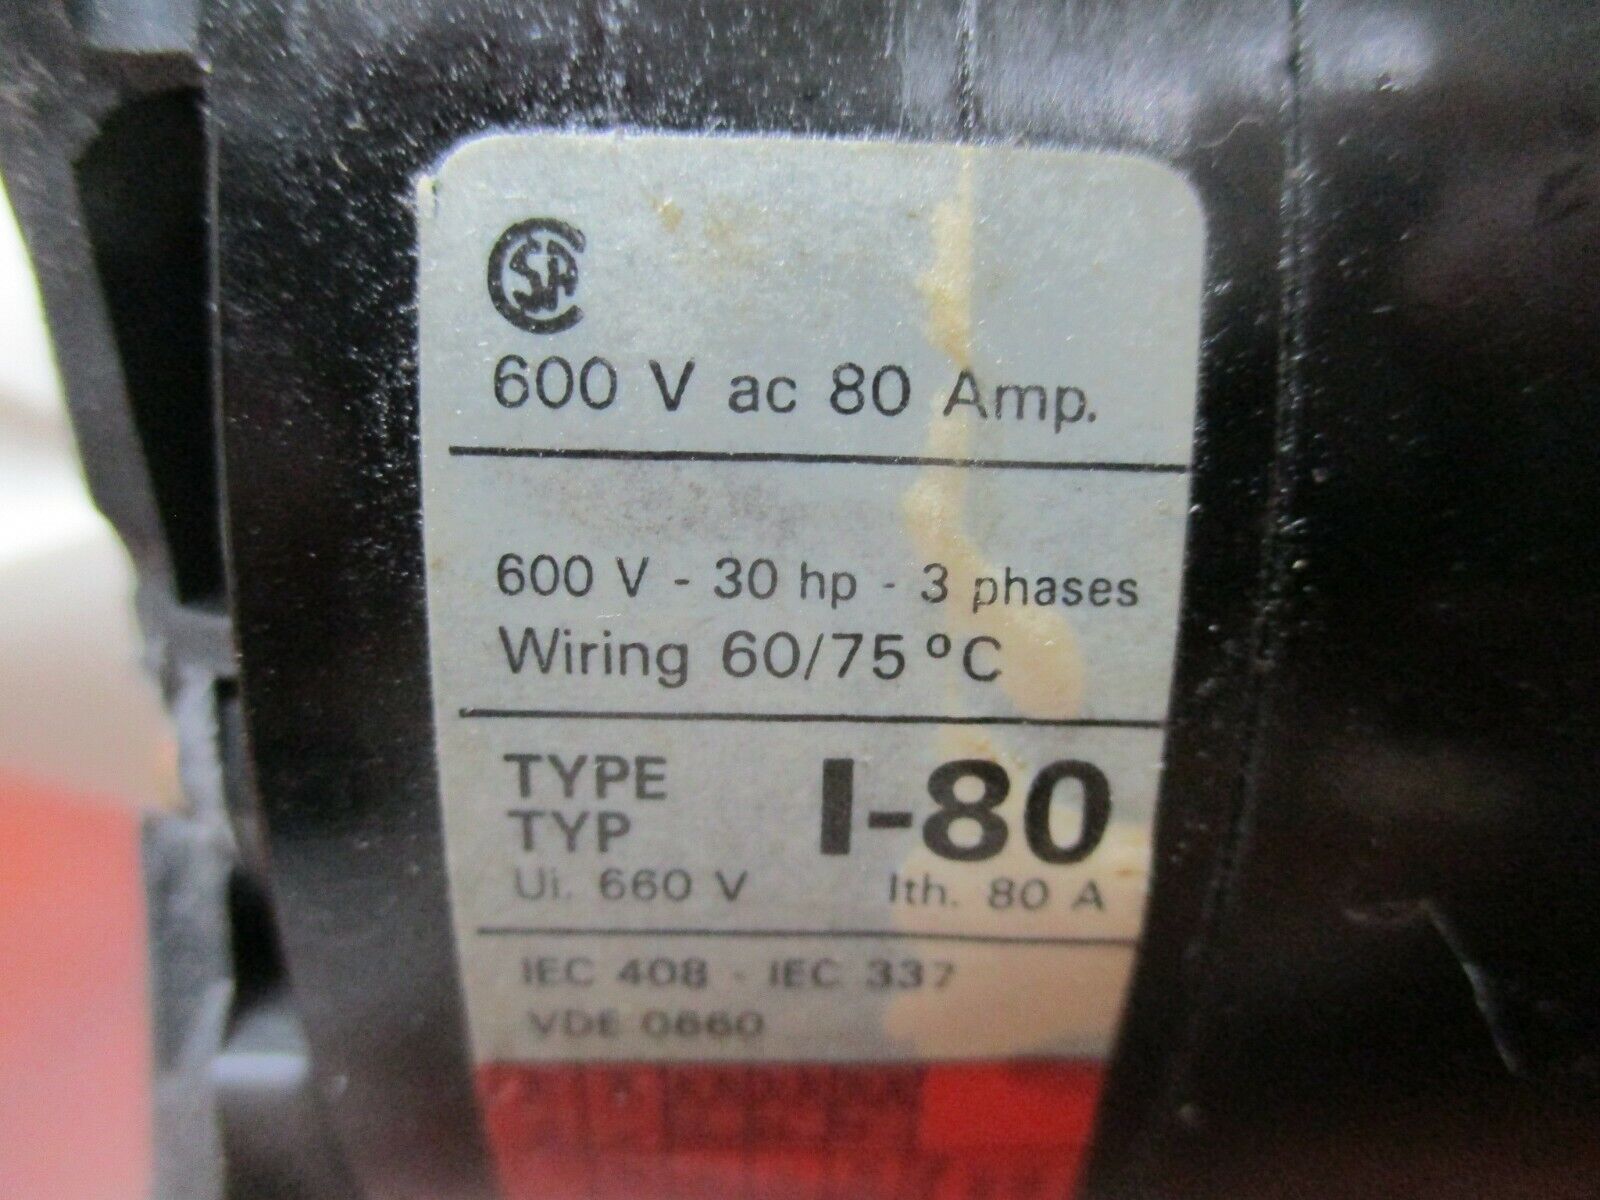 CSA
600 V ac 80 Amp.
600 V - 30 hp - 3 phases
Wiring 60/75 °C
TYPE
TYP
I-80
Ui. 660 V Ith. 80 A
IEC 408 - IEC 337
VDE 0660